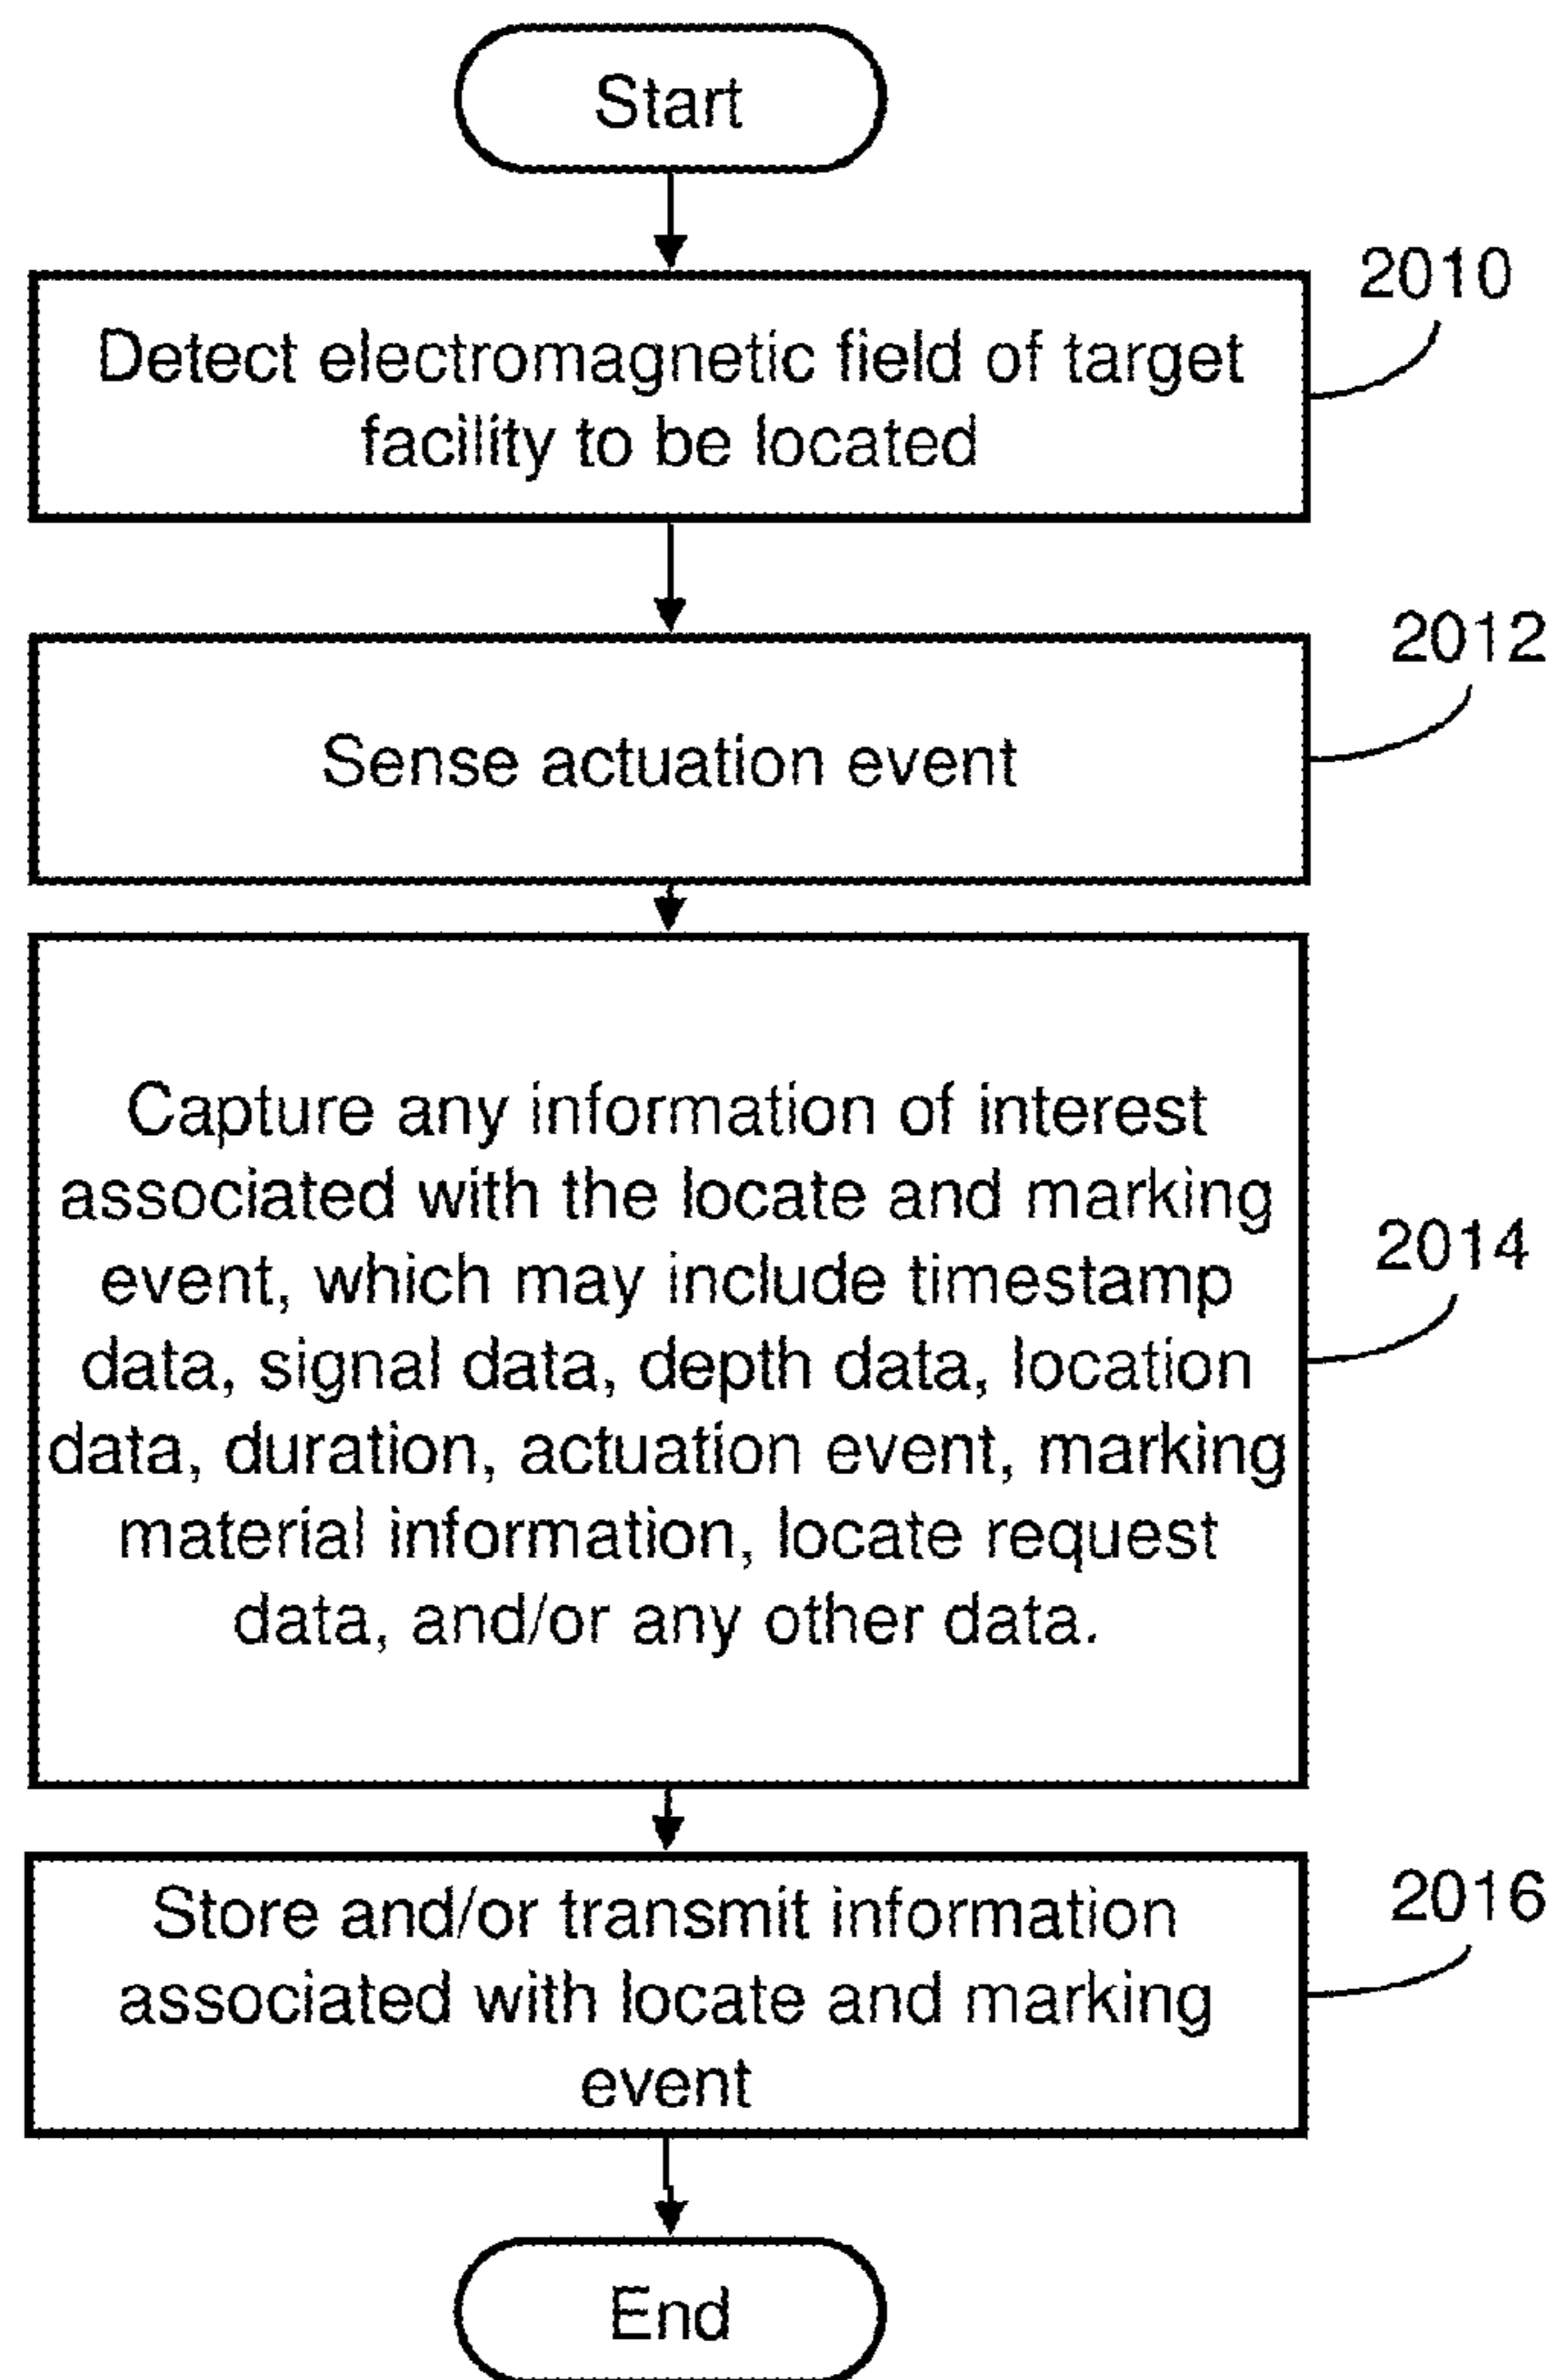 Start
2010
Detect electromagnetic field of target
facility to be located
2012
Sense actuation event
Capture any information of interest
associated with the locate and marking
event, which may include timestamp
data, signal data, depth data, location
data, duration, actuation event, marking
material information, locate request
data, and/or any other data.
2014
Store and/or transmit information
associated with locate and marking
event
2016
End